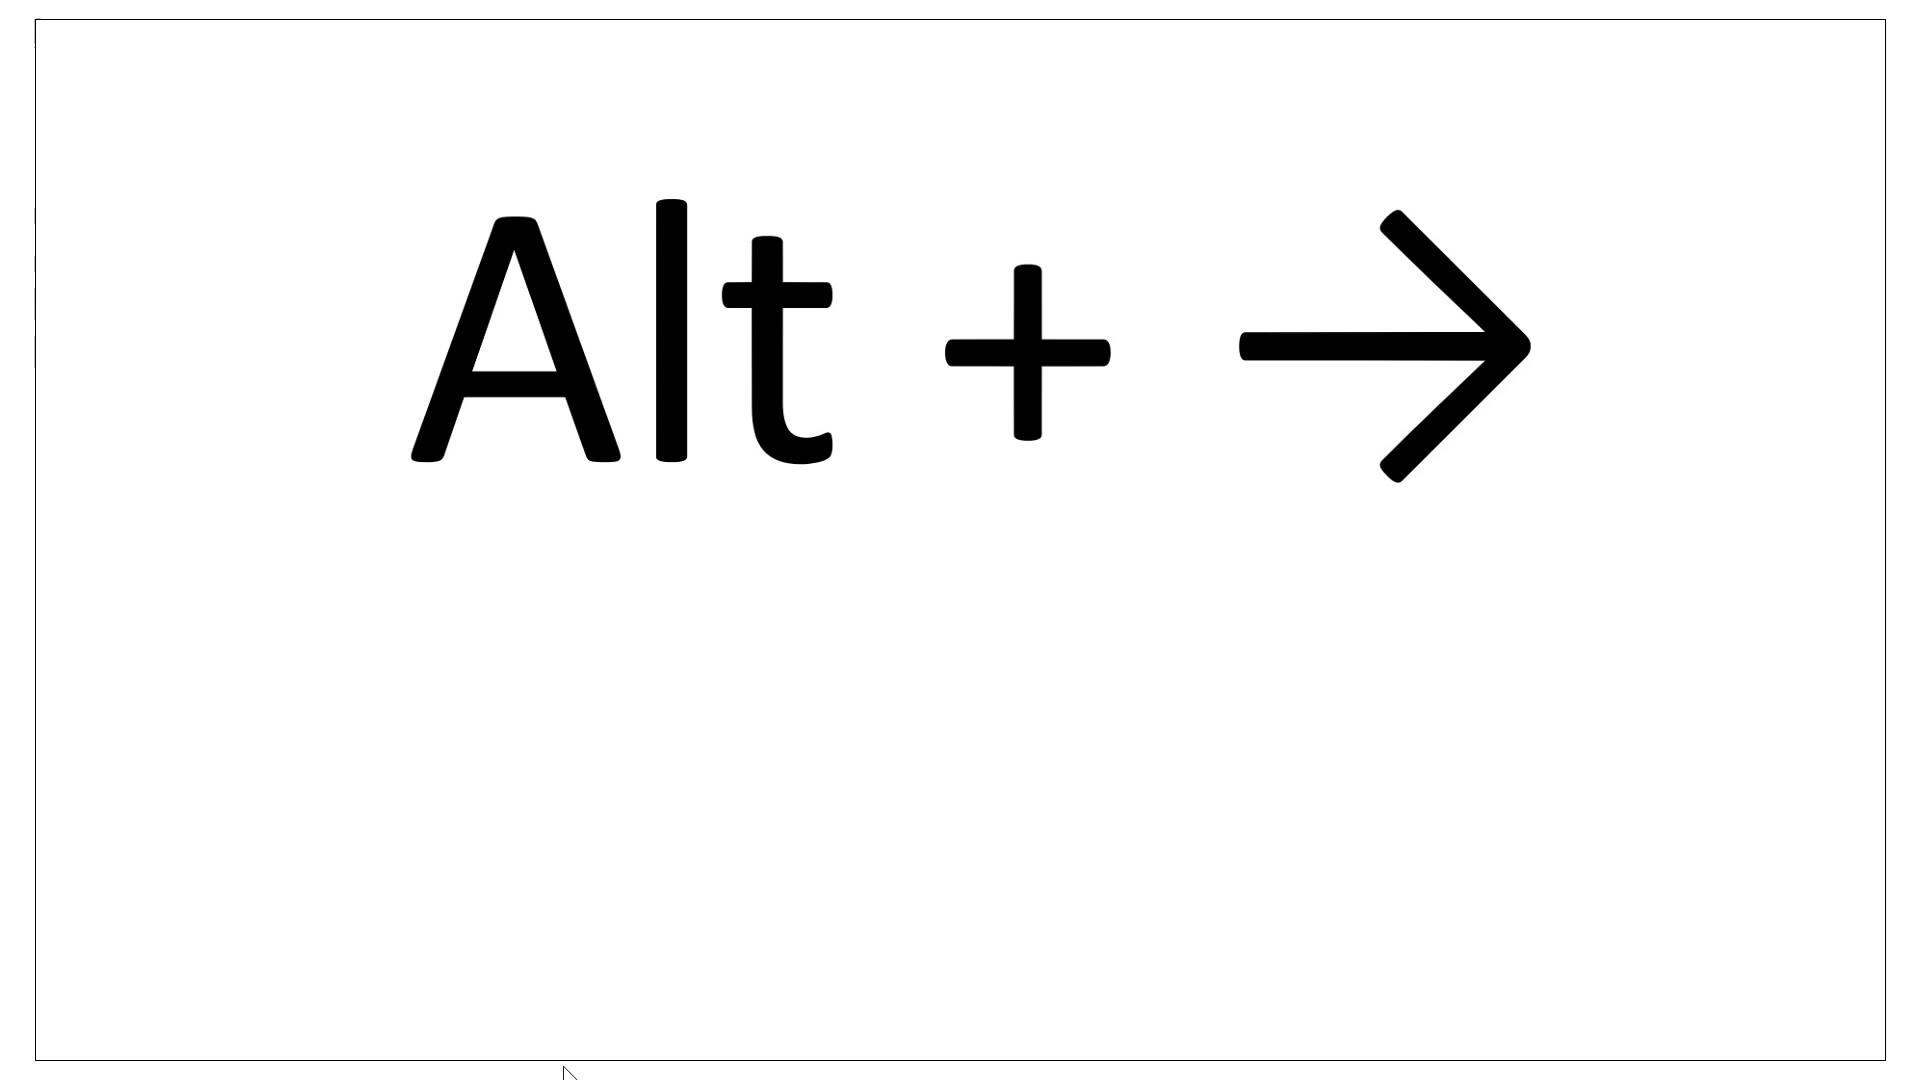 Alt + →